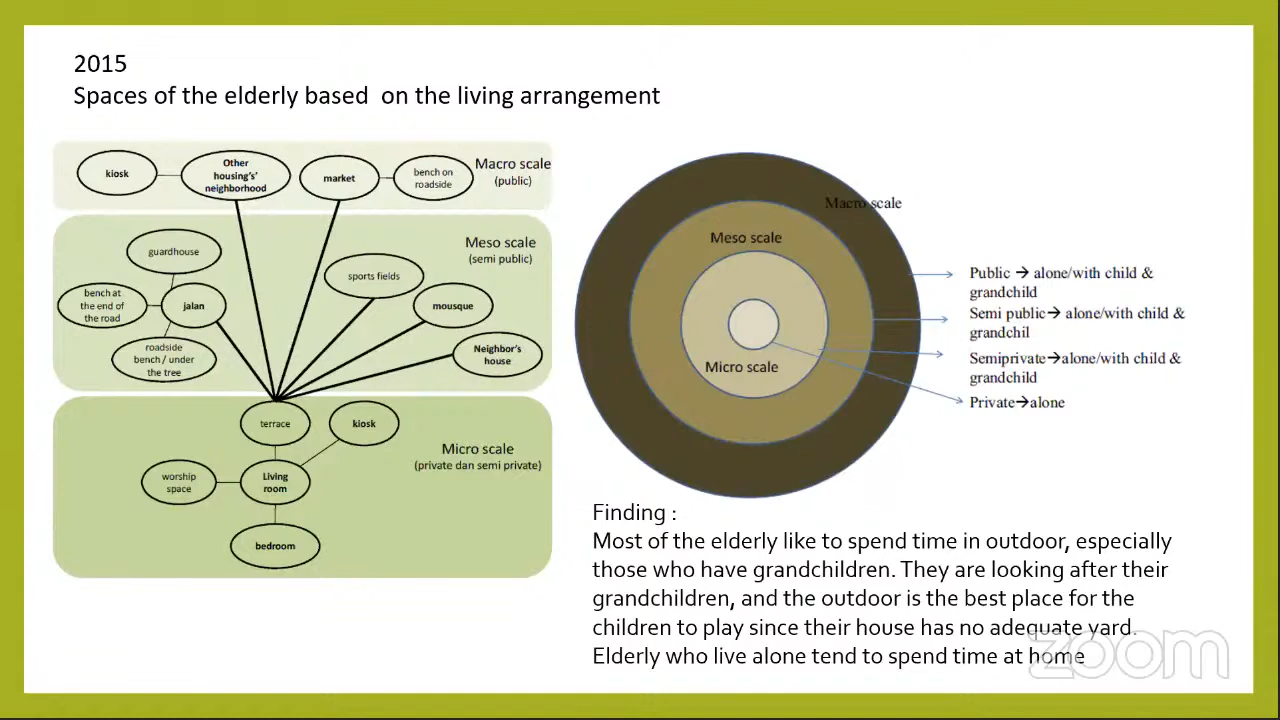 2015
Spaces of the elderly based on the living arrangement
kiosk
Other
housing's'
neighborhood
market
bench on
roadside
Macro scale
(public)
guardhouse
bench at
the end of
the road
jalan
roadside
bench / under
the tree
sports fields
mousque
Neighbor's
house
Meso scale
(semi public)
terrace
kiosk
worship
space
Living
room
bedroom
Micro scale
(private dan semi private)
Macro scale
Meso scale
Micro scale
Public → alone/with child &
grandchild
Semi public→ alone/with child &
grandchil
Semiprivate→alone/with child &
grandchild
Private→alone
Finding :
Most of the elderly like to spend time in outdoor, especially
those who have grandchildren. They are looking after their
grandchildren, and the outdoor is the best place for the
children to play since their house has no adequate yard.
Elderly who live alone tend to spend time at home
zoom